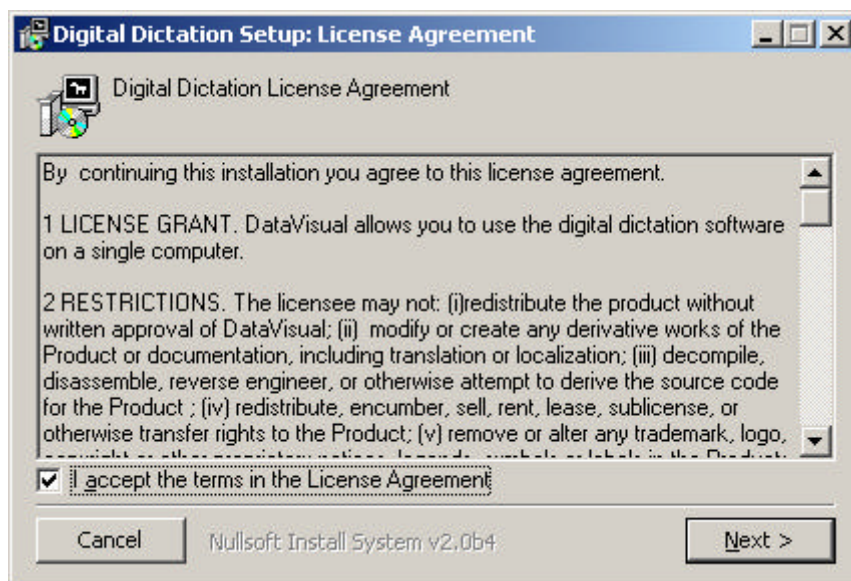 Digital Dictation Setup: License Agreement
Digital Dictation License Agreement
By  continuing this installation you agree to this license agreement.
1 LICENSE GRANT. DataVisual allows you to use the digital dictation software
on a single computer.
2 RESTRICTIONS. The licensee may not: (i)redistribute the product without
written approval of DataVisual; (ii)  modify or create any derivative works of the
Product or documentation, including translation or localization; (iii) decompile,
disassemble, reverse engineer, or otherwise attempt to derive the source code
for the Product ; (iv) redistribute, encumber, sell, rent, lease, sublicense, or
otherwise transfer rights to the Product; (v) remove or alter any trademark, logo,
I accept the terms in the License Agreement
Cancel
Nullsoft Install System v2.0b4
Next >